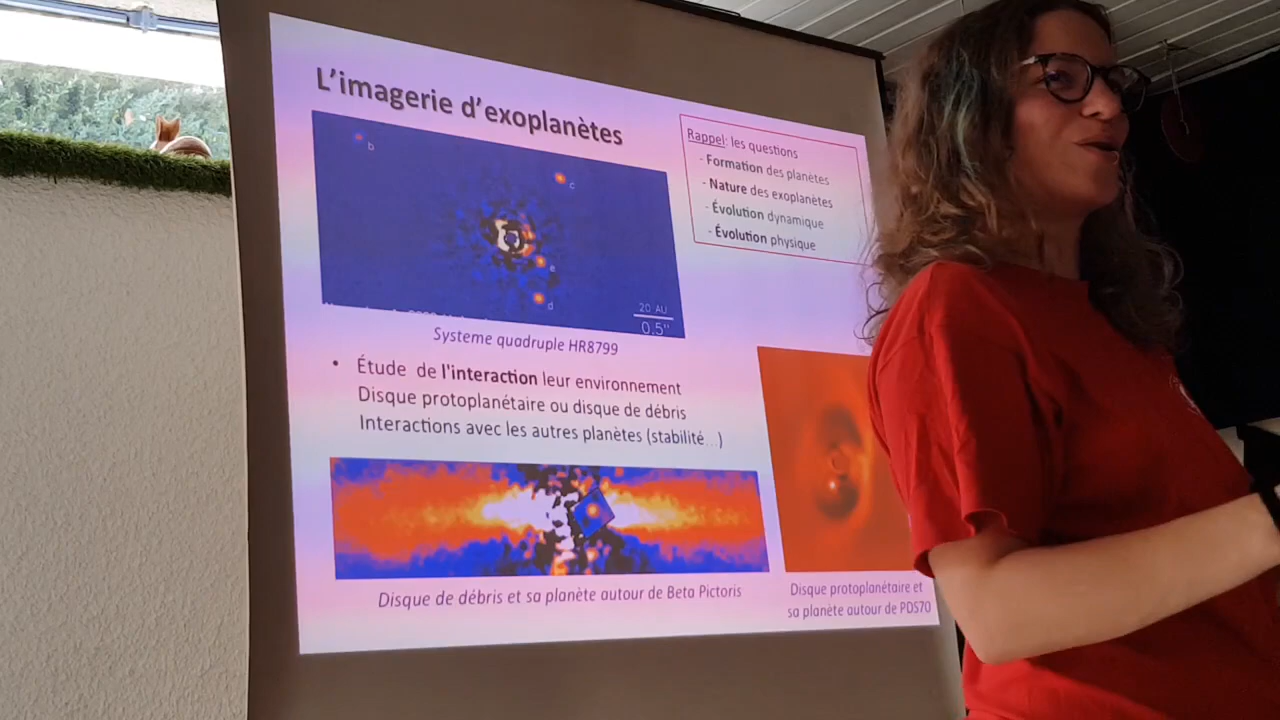 L'imagerie d'exoplanètes
Rappel: les questions
- Formation des planètes
- Nature des exoplanètes
- Évolution dynamique
- Évolution physique
b
c
e
d
20 AU
0.5"
Systeme quadruple HR8799
• Étude de l'interaction leur environnement
Disque protoplanétaire ou disque de débris
Interactions avec les autres planètes (stabilité...)
Disque de débris et sa planète autour de Beta Pictoris
Disque protoplanétaire et
sa planète autour de PDS70